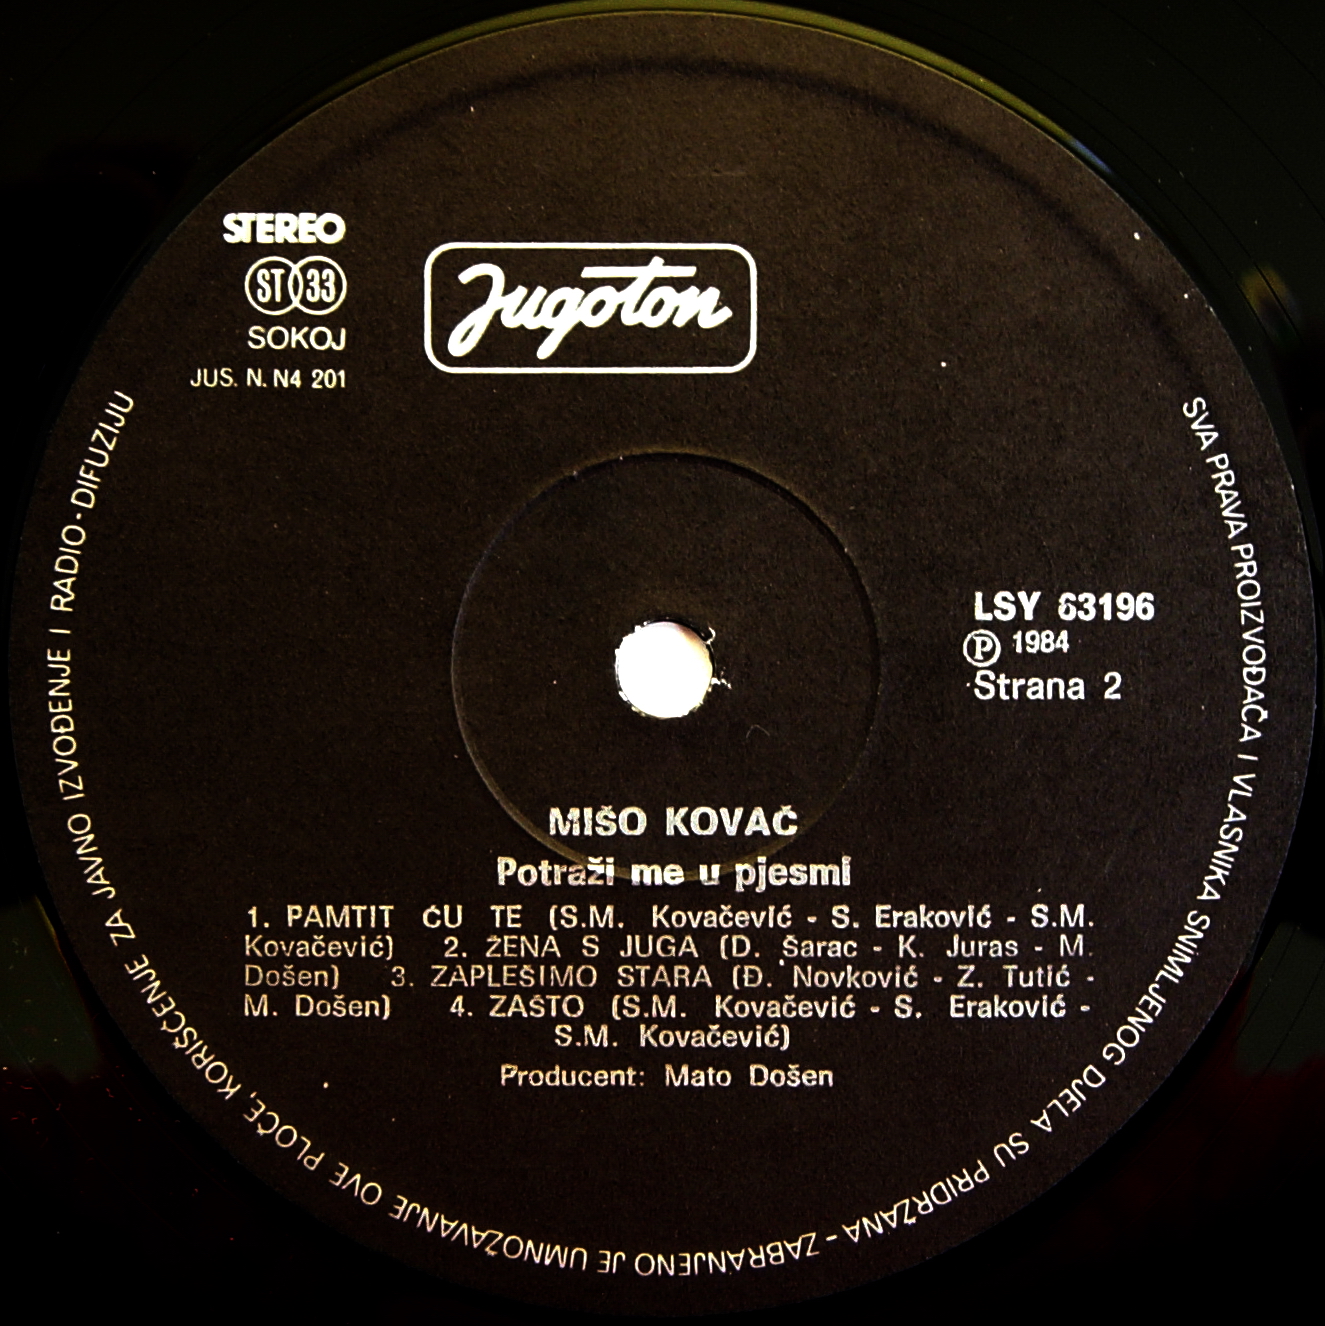 STEREO
ST 33
SOKOJ
JUS. N. N4 201
Jugoton
LSY 63196
Ⓟ 1984
Strana 2
MIŠO KOVAČ
Potraži me u pjesmi
1. PAMTIT ĆU TE (S.M. Kovačević - S. Eraković - S.M.
Kovačević) 2. ŽENA S JUGA (D. Šarac - K. Juras - M.
Došen) 3. ZAPLEŠIMO STARA (Đ. Novković - Z. Tutić -
M. Došen) 4. ZAŠTO (S.M. Kovačević - S. Eraković -
S.M. Kovačević)
Producent: Mato Došen
SVA PRAVA PROIZVOĐAČA I VLASNIKA SNIMLJENOG DJELA SU PRIDRŽANA - ZABRANJENO JE UMNOŽAVANJE OVE PLOČE, KORIŠĆENJE ZA JAVNO IZVOĐENJE I RADIO-DIFUZIJU